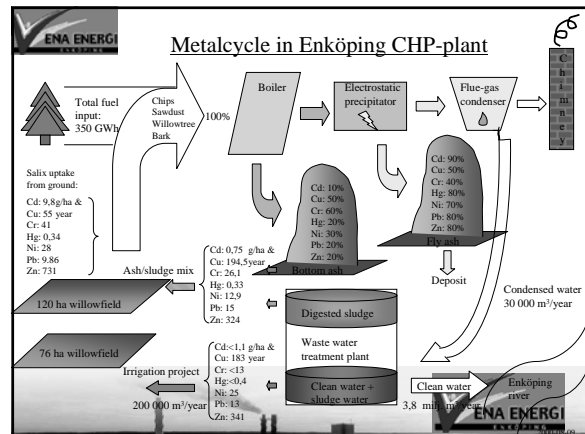 ENA ENERGI
ENKÖPING
Metalcycle in Enköping CHP-plant
Total fuel
input:
350 GWh
Chips
Sawdust
Willowtree
Bark
100%
Boiler
Electrostatic
precipitator
Flue-gas
condenser
Chimney
Salix uptake
from ground:
Cd: 9,8g/ha &
Cu: 55 year
Cr: 41
Hg: 0,34
Ni: 28
Pb: 9.86
Zn: 731
Cd: 10%
Cu: 50%
Cr: 60%
Hg: 20%
Ni: 30%
Pb: 20%
Zn: 20%
Bottom ash
Cd: 90%
Cu: 50%
Cr: 40%
Hg: 80%
Ni: 70%
Pb: 80%
Zn: 80%
Fly ash
Deposit
Condensed water
30 000 m³/year
Ash/sludge mix
Cd: 0,75 g/ha &
Cu: 194,5year
Cr: 26,1
Hg: 0,33
Ni: 12,9
Pb: 15
Zn: 324
120 ha willowfield
Digested sludge
Waste water
treatment plant
Clean water +
sludge water
76 ha willowfield
Irrigation project
200 000 m³/year
Cd:<1,1 g/ha &
Cu: 183 year
Cr: <13
Hg:<0,4
Ni: 25
Pb: 13
Zn: 341
Clean water
3,8 milj. m³/year
Enköping
river
ENA ENERGI
ENKÖPING